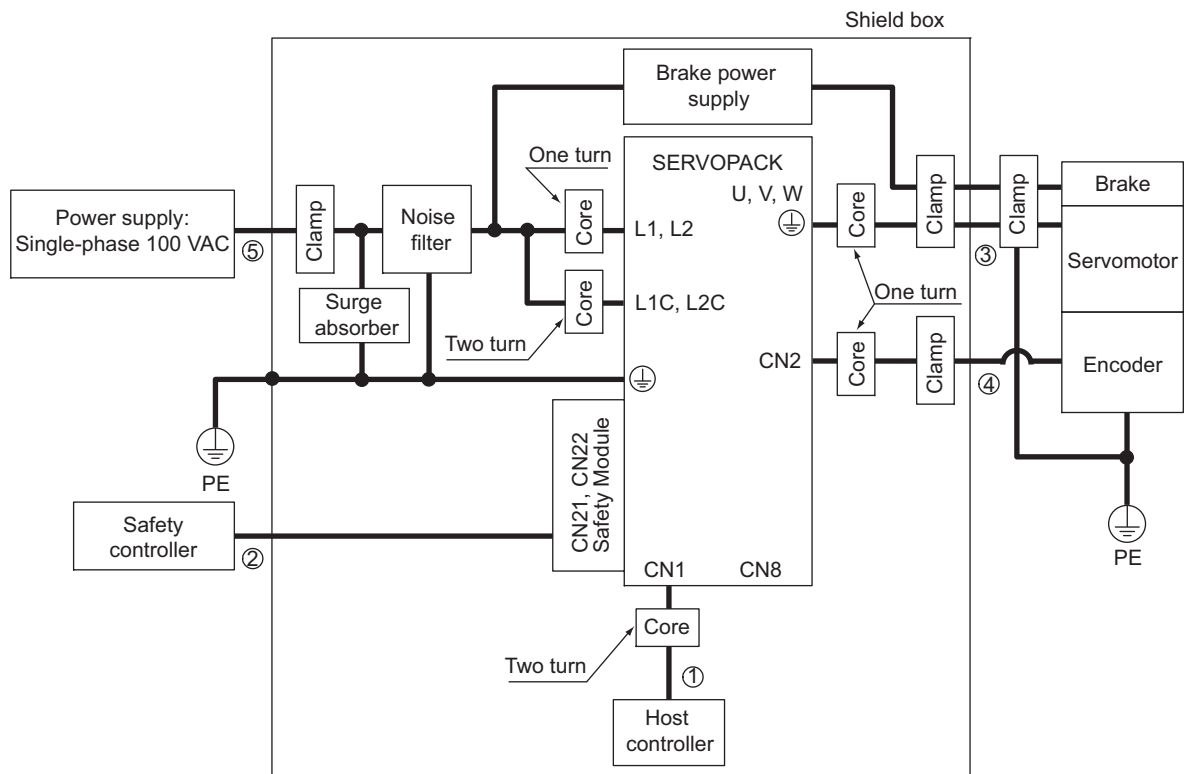 Shield box
Brake power
supply
One turn
SERVOPACK
U, V, W
Power supply:
Single-phase 100 VAC
⑤
Clamp
Noise
filter
Core
L1, L2
Core
Clamp
Clamp
Brake
③
Servomotor
Surge
absorber
Core
L1C, L2C
Two turn
One turn
CN2
Core
Clamp
④
Encoder
PE
CN21, CN22
Safety Module
Safety
controller
②
PE
CN1
CN8
Core
Two turn
①
Host
controller